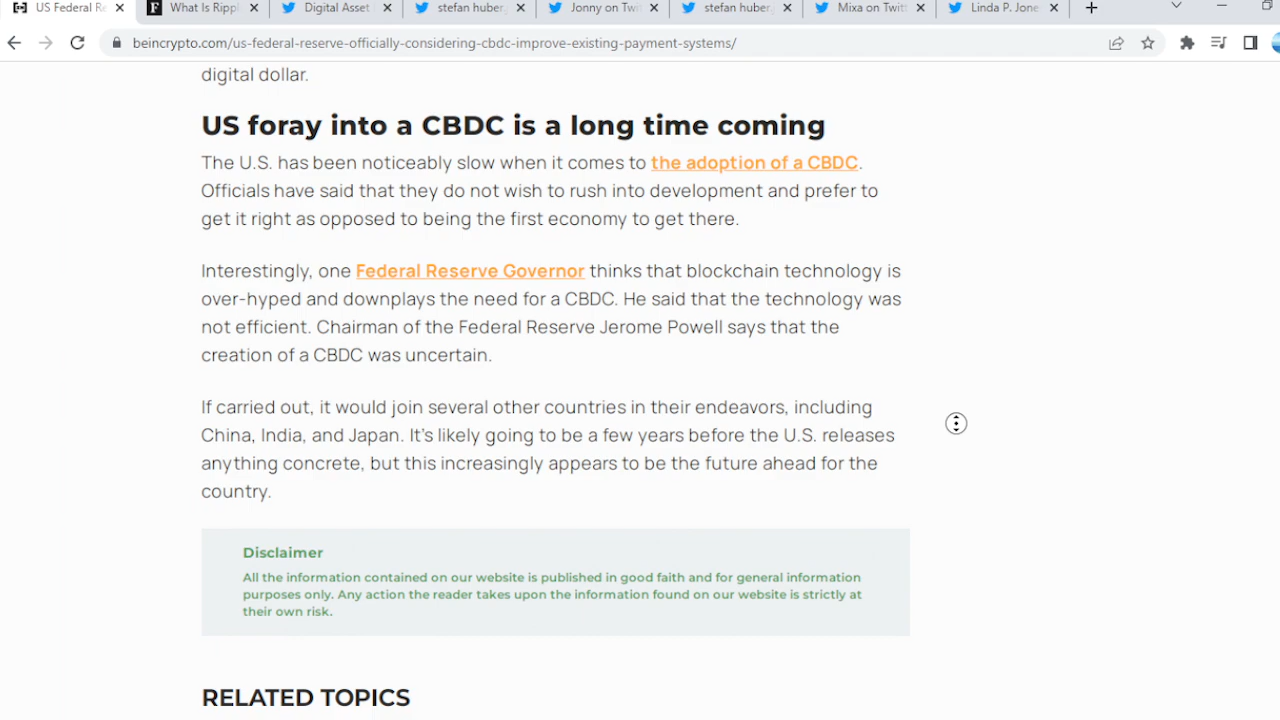 US Federal Re
What Is Rippl
Digital Asset
stefan huber
Jonny on Twi
stefan huber
Mixa on Twit
Linda P. Jone
beincrypto.com/us-federal-reserve-officially-considering-cbdc-improve-existing-payment-systems/
digital dollar.
US foray into a CBDC is a long time coming
The U.S. has been noticeably slow when it comes to the adoption of a CBDC.
Officials have said that they do not wish to rush into development and prefer to
get it right as opposed to being the first economy to get there.
Interestingly, one Federal Reserve Governor thinks that blockchain technology is
over-hyped and downplays the need for a CBDC. He said that the technology was
not efficient. Chairman of the Federal Reserve Jerome Powell says that the
creation of a CBDC was uncertain.
If carried out, it would join several other countries in their endeavors, including
China, India, and Japan. It's likely going to be a few years before the U.S. releases
anything concrete, but this increasingly appears to be the future ahead for the
country.
Disclaimer
All the information contained on our website is published in good faith and for general information
purposes only. Any action the reader takes upon the information found on our website is strictly at
their own risk.
RELATED TOPICS